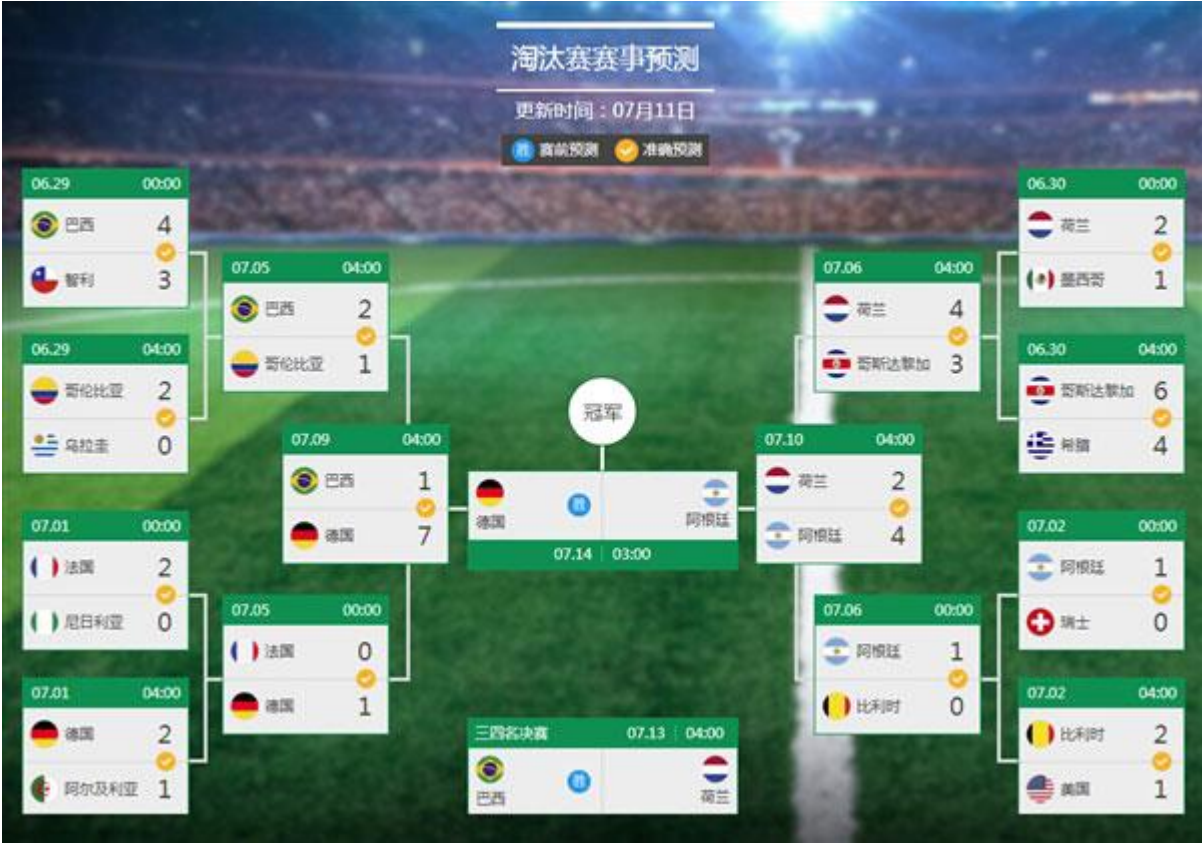 淘汰赛赛事预测
更新时间：07月11日
胜 赛前预测 准确预测
06.29 00:00
巴西 4
智利 3
06.29 04:00
哥伦比亚 2
乌拉圭 0
07.01 00:00
法国 2
尼日利亚 0
07.01 04:00
德国 2
阿尔及利亚 1
07.05 04:00
巴西 2
哥伦比亚 1
07.05 00:00
法国 0
德国 1
07.09 04:00
巴西 1
德国 7
冠军
德国 胜 阿根廷
07.14 03:00
三四名决赛 07.13 04:00
巴西 胜 荷兰
07.10 04:00
荷兰 2
阿根廷 4
07.06 04:00
荷兰 4
哥斯达黎加 3
07.06 00:00
阿根廷 1
比利时 0
06.30 00:00
荷兰 2
墨西哥 1
06.30 04:00
哥斯达黎加 6
希腊 4
07.02 00:00
阿根廷 1
瑞士 0
07.02 04:00
比利时 2
美国 1